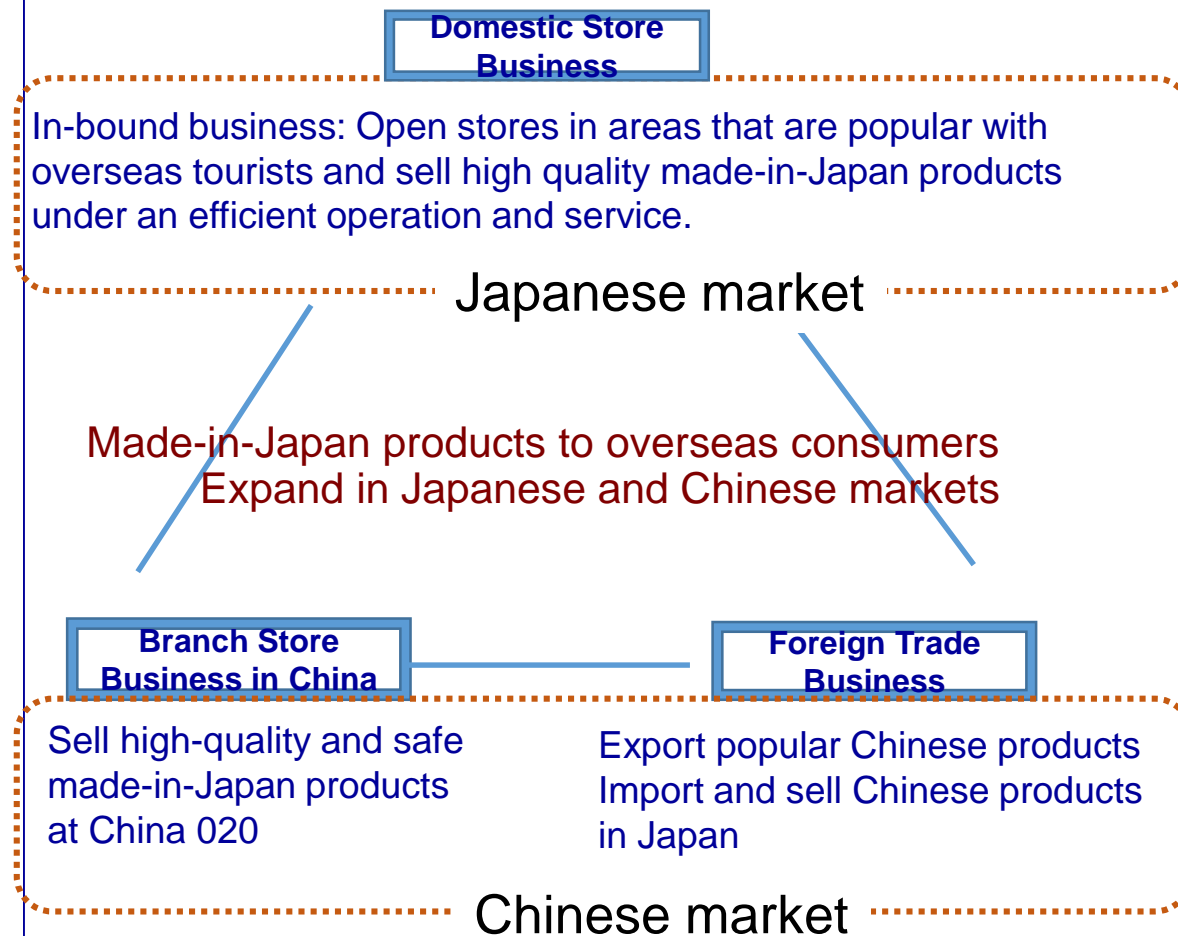 Domestic Store
Business
In-bound business: Open stores in areas that are popular with
overseas tourists and sell high quality made-in-Japan products
under an efficient operation and service.
Japanese market
Made-in-Japan products to overseas consumers
Expand in Japanese and Chinese markets
Branch Store
Business in China
Foreign Trade
Business
Sell high-quality and safe
made-in-Japan products
at China 020
Export popular Chinese products
Import and sell Chinese products
in Japan
Chinese market